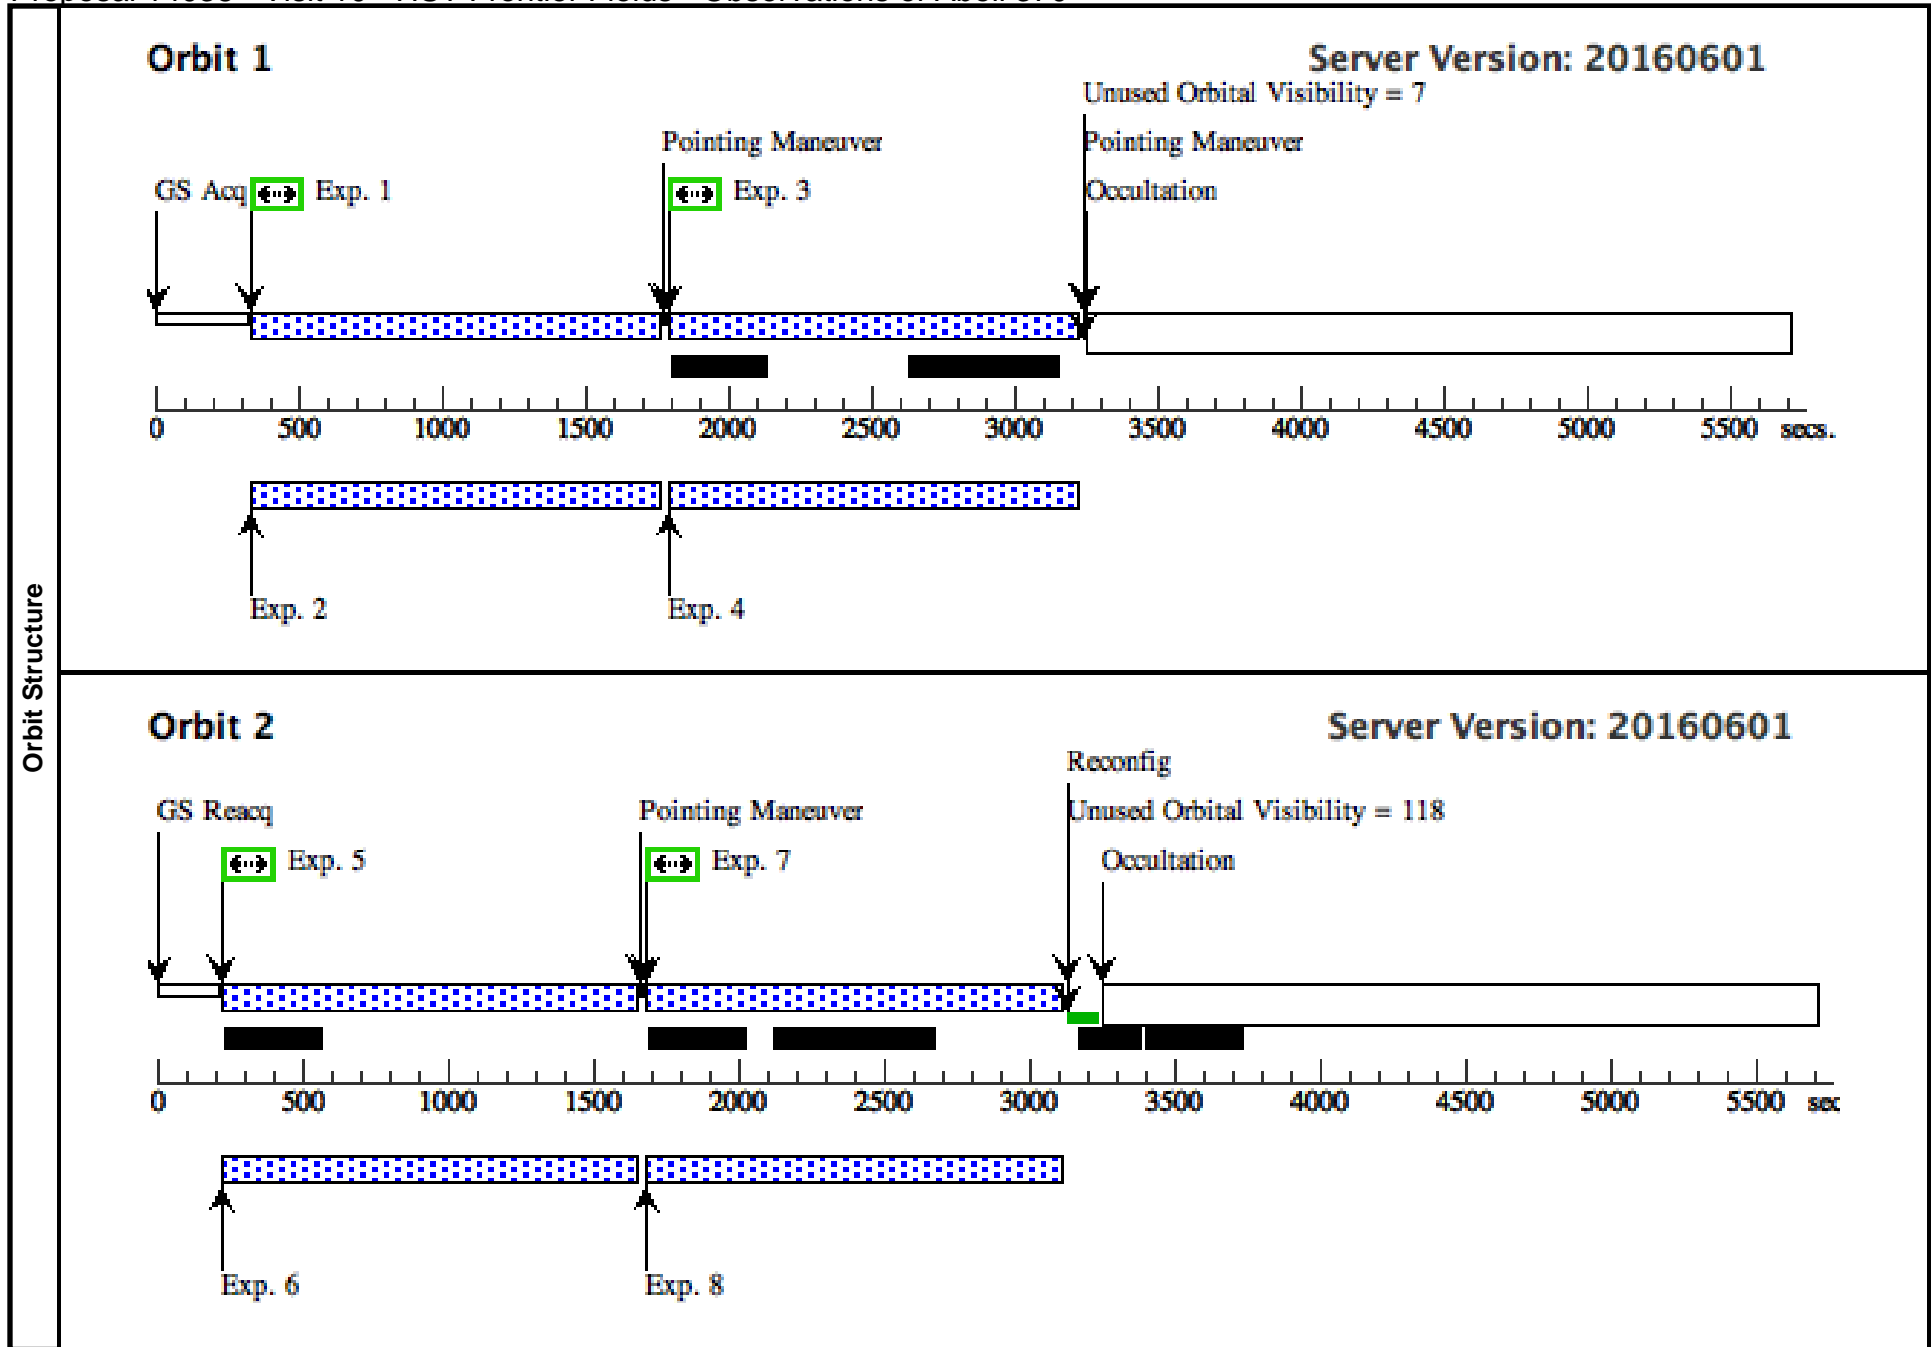 Orbit Structure
Orbit 1
Server Version: 20160601
Unused Orbital Visibility = 7
Pointing Maneuver
Pointing Maneuver
GS Acq
Exp. 1
Exp. 3
Occultation
0 500 1000 1500 2000 2500 3000 3500 4000 4500 5000 5500 secs.
Exp. 2
Exp. 4
Orbit 2
Server Version: 20160601
Reconfig
GS Reacq
Pointing Maneuver
Unused Orbital Visibility = 118
Exp. 5
Exp. 7
Occultation
0 500 1000 1500 2000 2500 3000 3500 4000 4500 5000 5500 sec
Exp. 6
Exp. 8